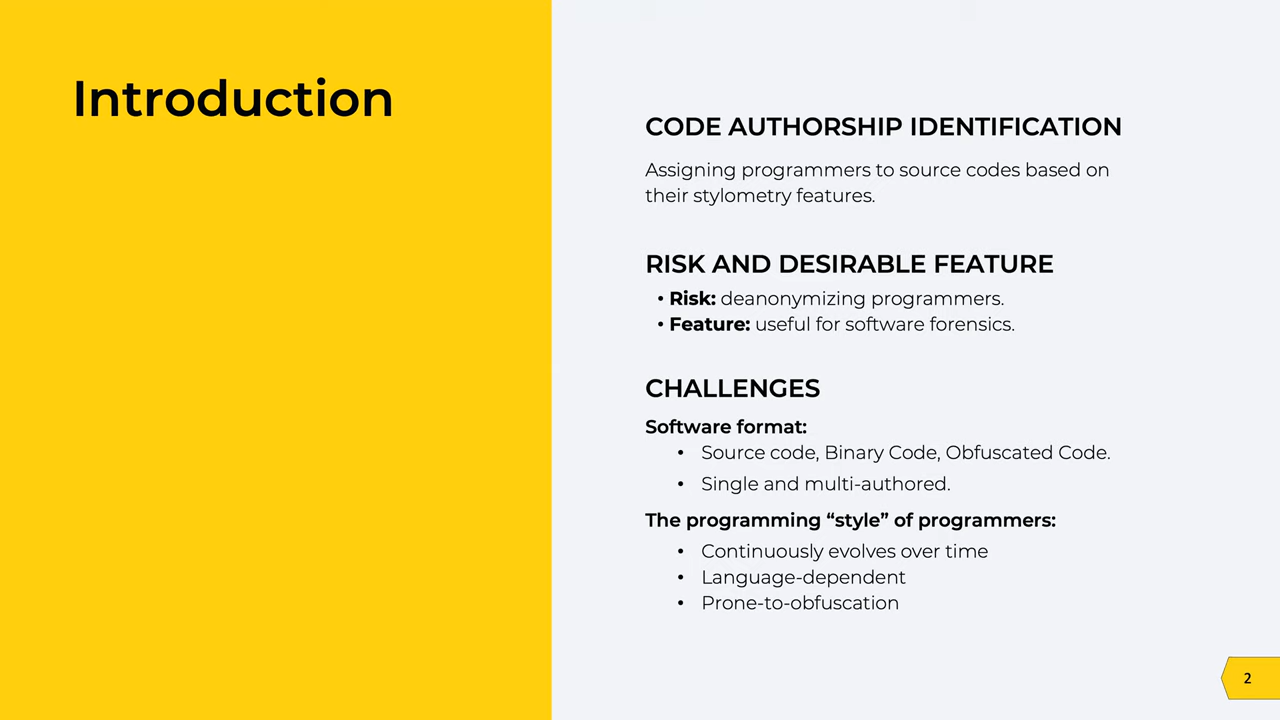 Introduction
CODE AUTHORSHIP IDENTIFICATION
Assigning programmers to source codes based on
their stylometry features.
RISK AND DESIRABLE FEATURE
• Risk: deanonymizing programmers.
• Feature: useful for software forensics.
CHALLENGES
Software format:
• Source code, Binary Code, Obfuscated Code.
• Single and multi-authored.
The programming “style” of programmers:
• Continuously evolves over time
• Language-dependent
• Prone-to-obfuscation
2